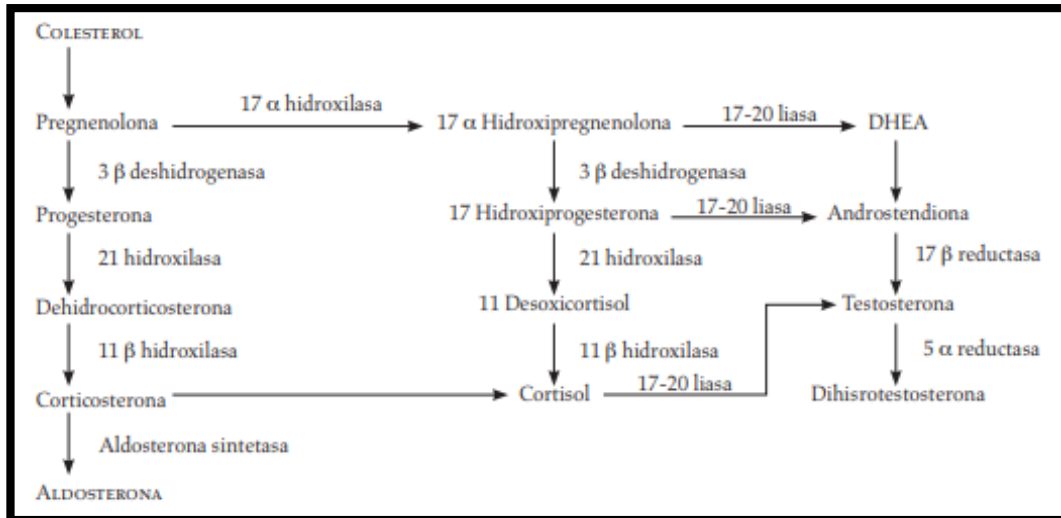 COLESTEROL
17 α hidroxilasa
17-20 liasa
Pregnenolona
17 α Hidroxipregnenolona
DHEA
3 β deshidrogenasa
3 β deshidrogenasa
Progesterona
17 Hidroxiprogesterona
17-20 liasa
Androstendiona
21 hidroxilasa
21 hidroxilasa
17 β reductasa
Dehidrocorticosterona
11 Desoxicortisol
Testosterona
11 β hidroxilasa
11 β hidroxilasa
5 α reductasa
Corticosterona
Cortisol
17-20 liasa
Dihisrotestosterona
Aldosterona sintetasa
ALDOSTERONA